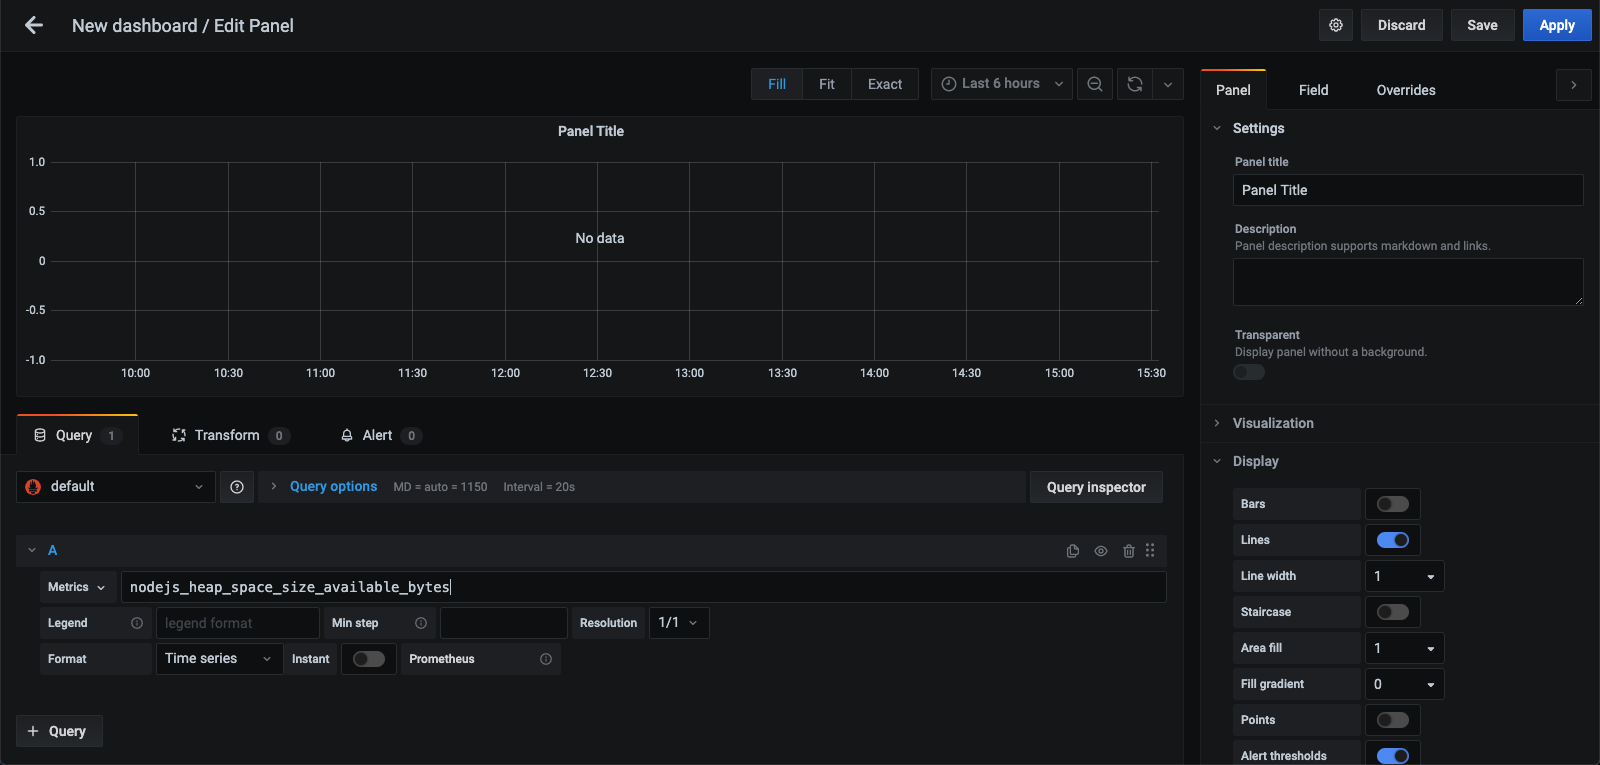 New dashboard / Edit Panel
Discard
Save
Apply
Fill
Fit
Exact
Last 6 hours
Panel
Field
Overrides
Panel Title
1.0
0.5
0
-0.5
-1.0
No data
10:00
10:30
11:00
11:30
12:00
12:30
13:00
13:30
14:00
14:30
15:00
15:30
Query 1
Transform 0
Alert 0
default
Query options
MD = auto = 1150
Interval = 20s
Query inspector
A
Metrics
nodejs_heap_space_size_available_bytes
Legend
legend format
Min step
Resolution
1/1
Format
Time series
Instant
Prometheus
+ Query
Settings
Panel title
Panel Title
Description
Panel description supports markdown and links.
Transparent
Display panel without a background.
Visualization
Display
Bars
Lines
Line width
1
Staircase
Area fill
1
Fill gradient
0
Points
Alert thresholds